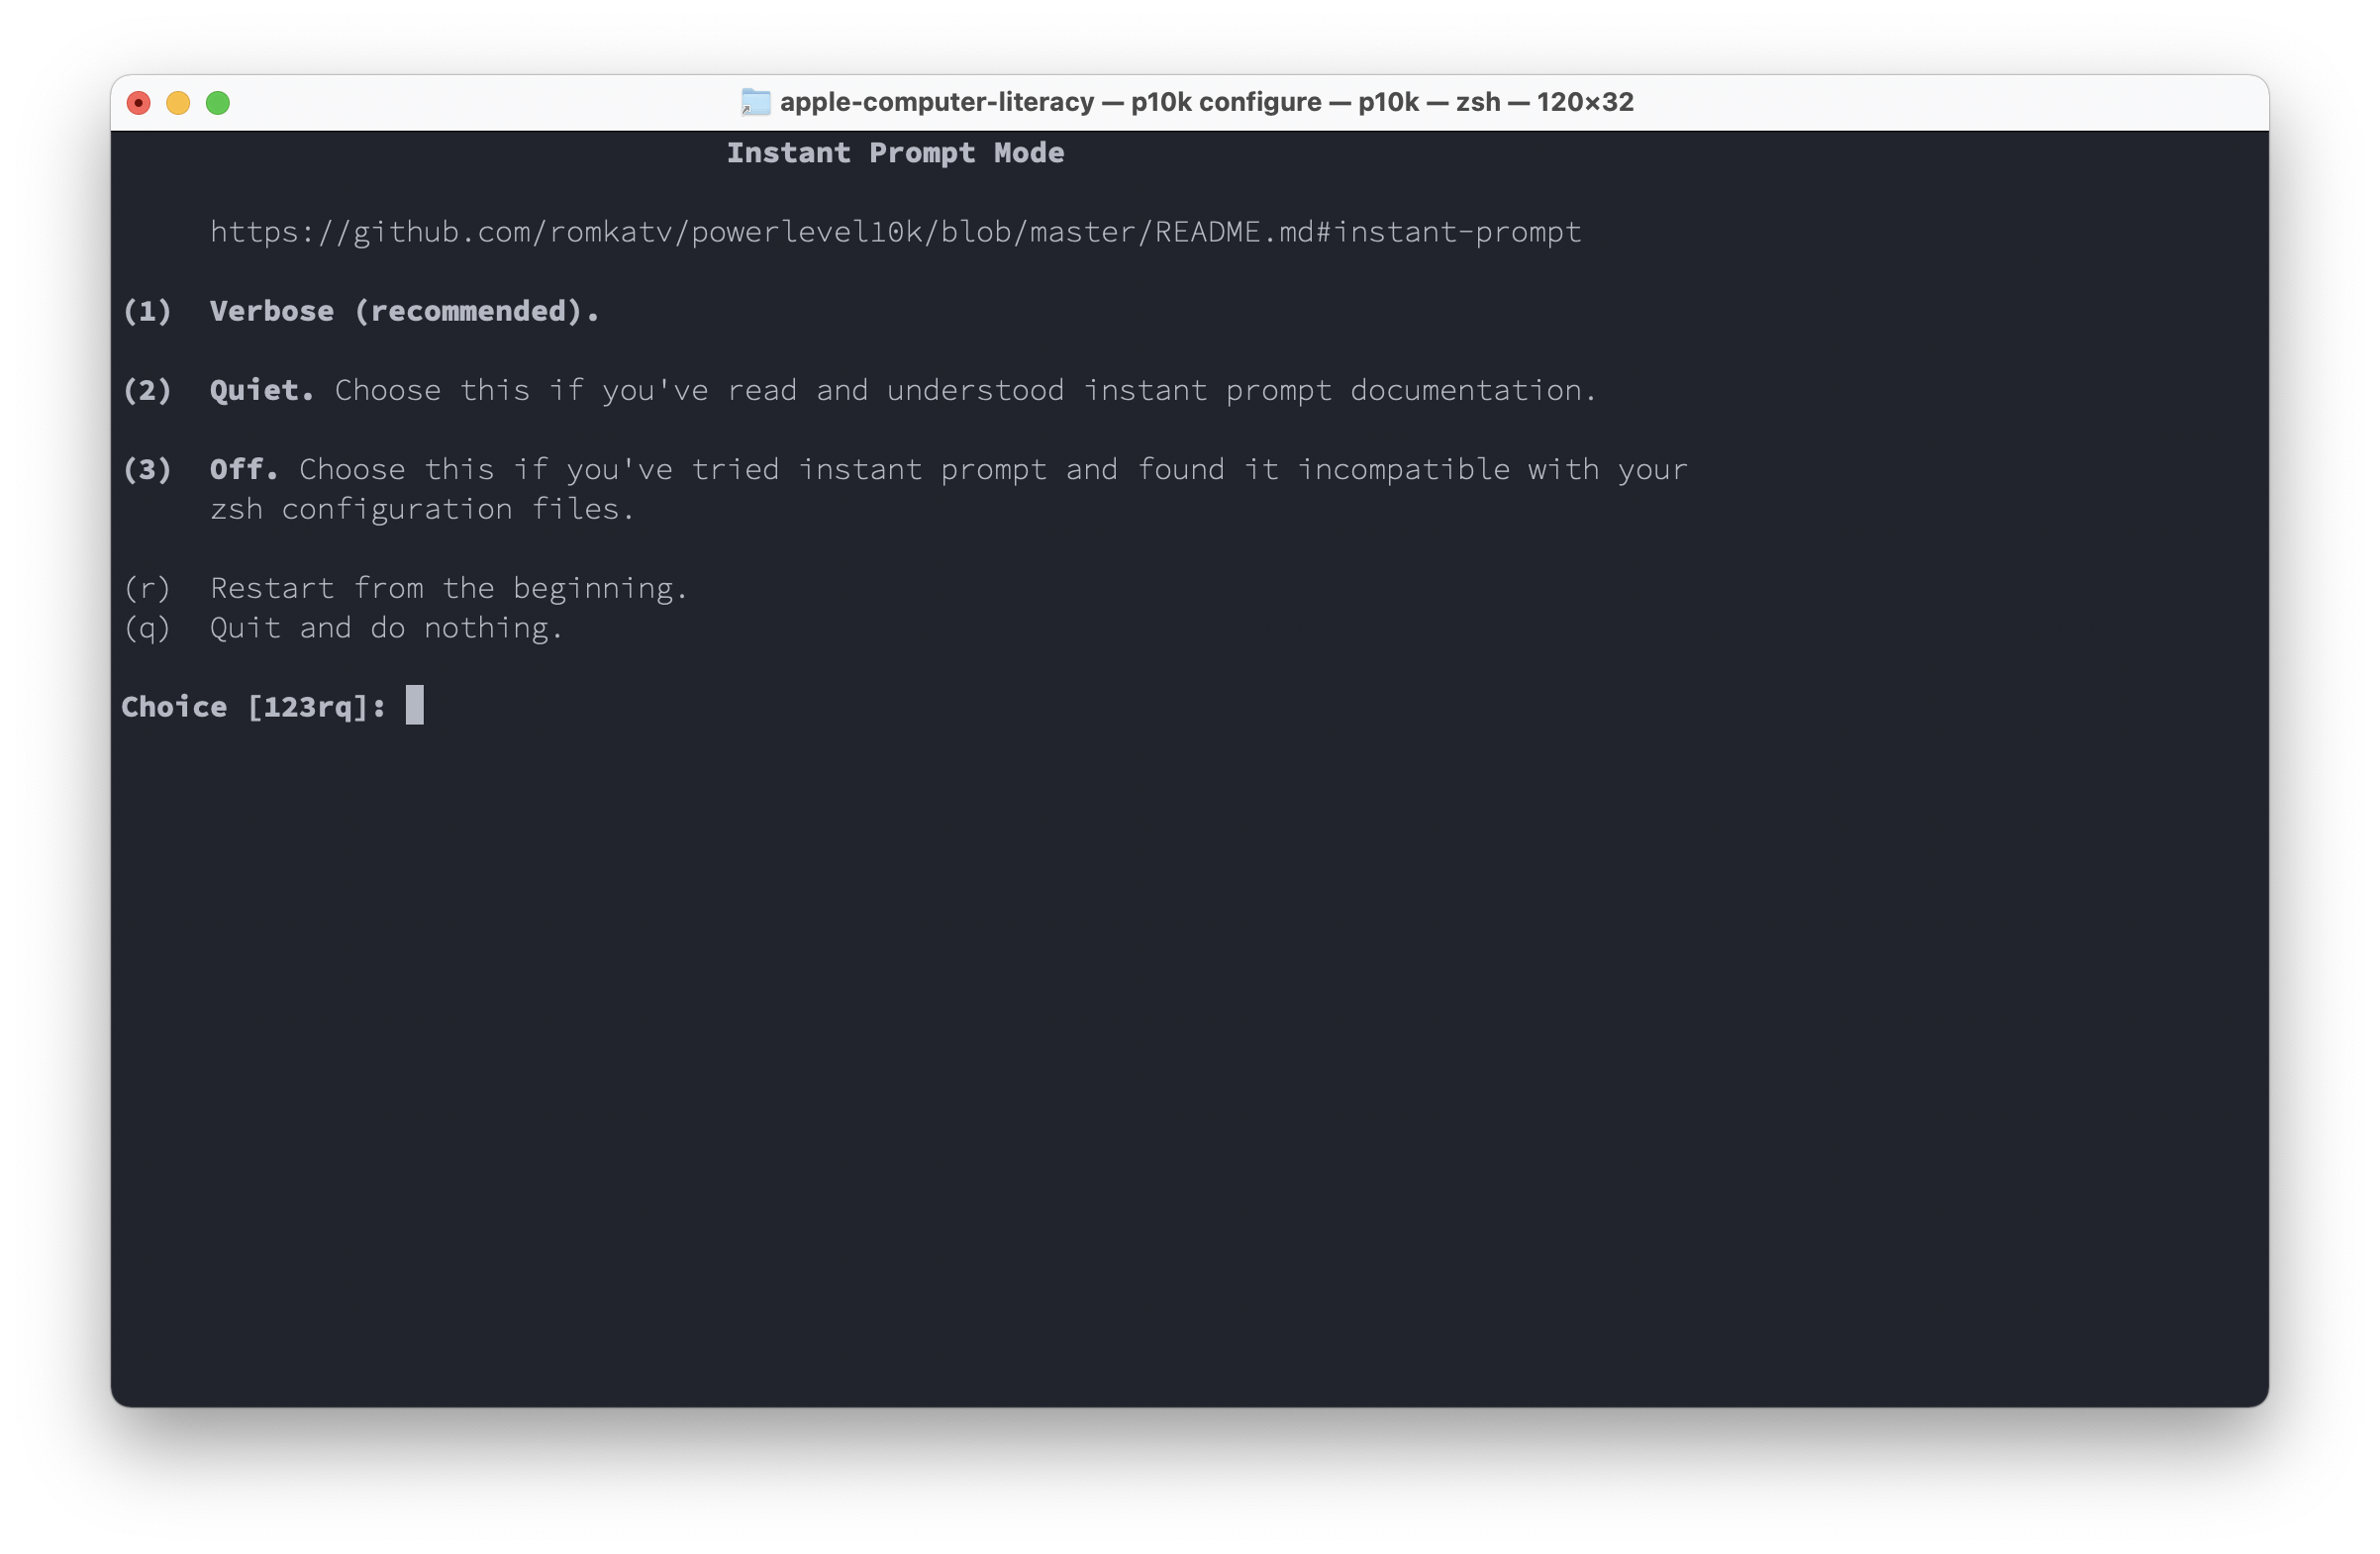 apple-computer-literacy — p10k configure — p10k — zsh — 120×32
Instant Prompt Mode
https://github.com/romkatv/powerlevel10k/blob/master/README.md#instant-prompt
(1)  Verbose (recommended).
(2)  Quiet. Choose this if you've read and understood instant prompt documentation.
(3)  Off. Choose this if you've tried instant prompt and found it incompatible with your
zsh configuration files.
(r)  Restart from the beginning.
(q)  Quit and do nothing.
Choice [123rq]: